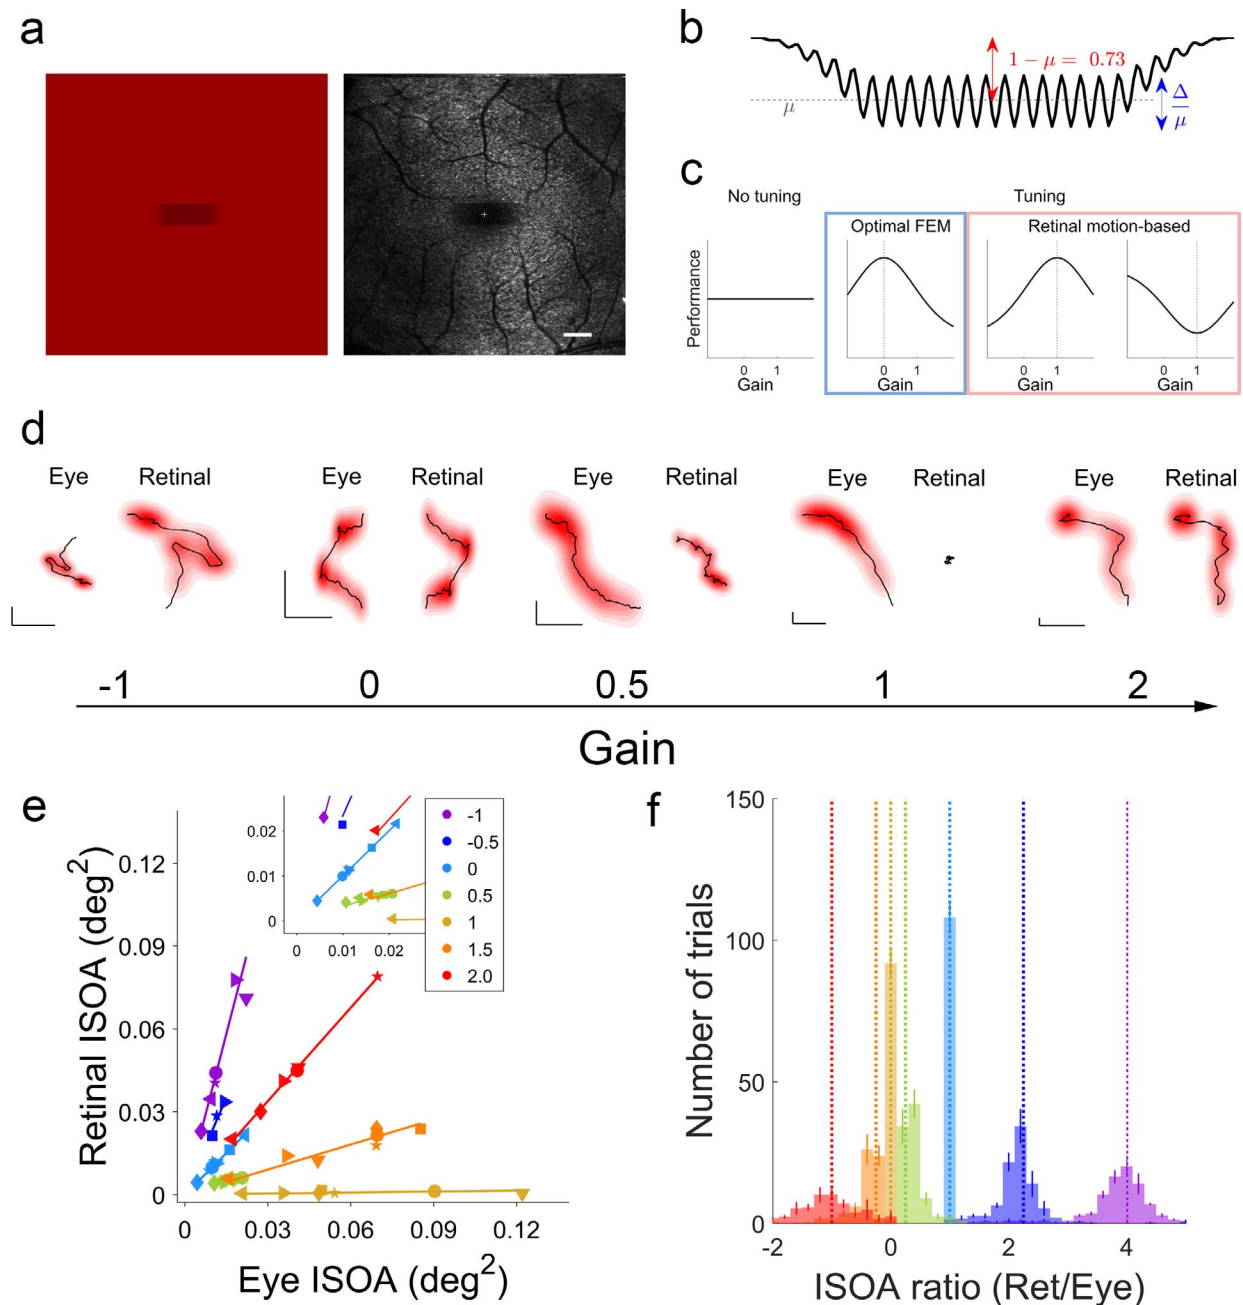 a
b
1 − μ = 0.73
μ
Δ
μ
c
No tuning
Tuning
Optimal FEM
Retinal motion-based
Performance
0 1
0 1
0 1
0 1
Gain
Gain
Gain
Gain
d
Eye
Retinal
Eye
Retinal
Eye
Retinal
Eye
Retinal
Eye
Retinal
-1
0
0.5
1
2
Gain
e
Retinal ISOA (deg²)
0.12
0.09
0.06
0.03
0
0 0.03 0.06 0.09 0.12
Eye ISOA (deg²)
0.02
0.01
0
0 0.01 0.02
-1
-0.5
0
0.5
1
1.5
2.0
f
Number of trials
150
100
50
0
-2 0 2 4
ISOA ratio (Ret/Eye)